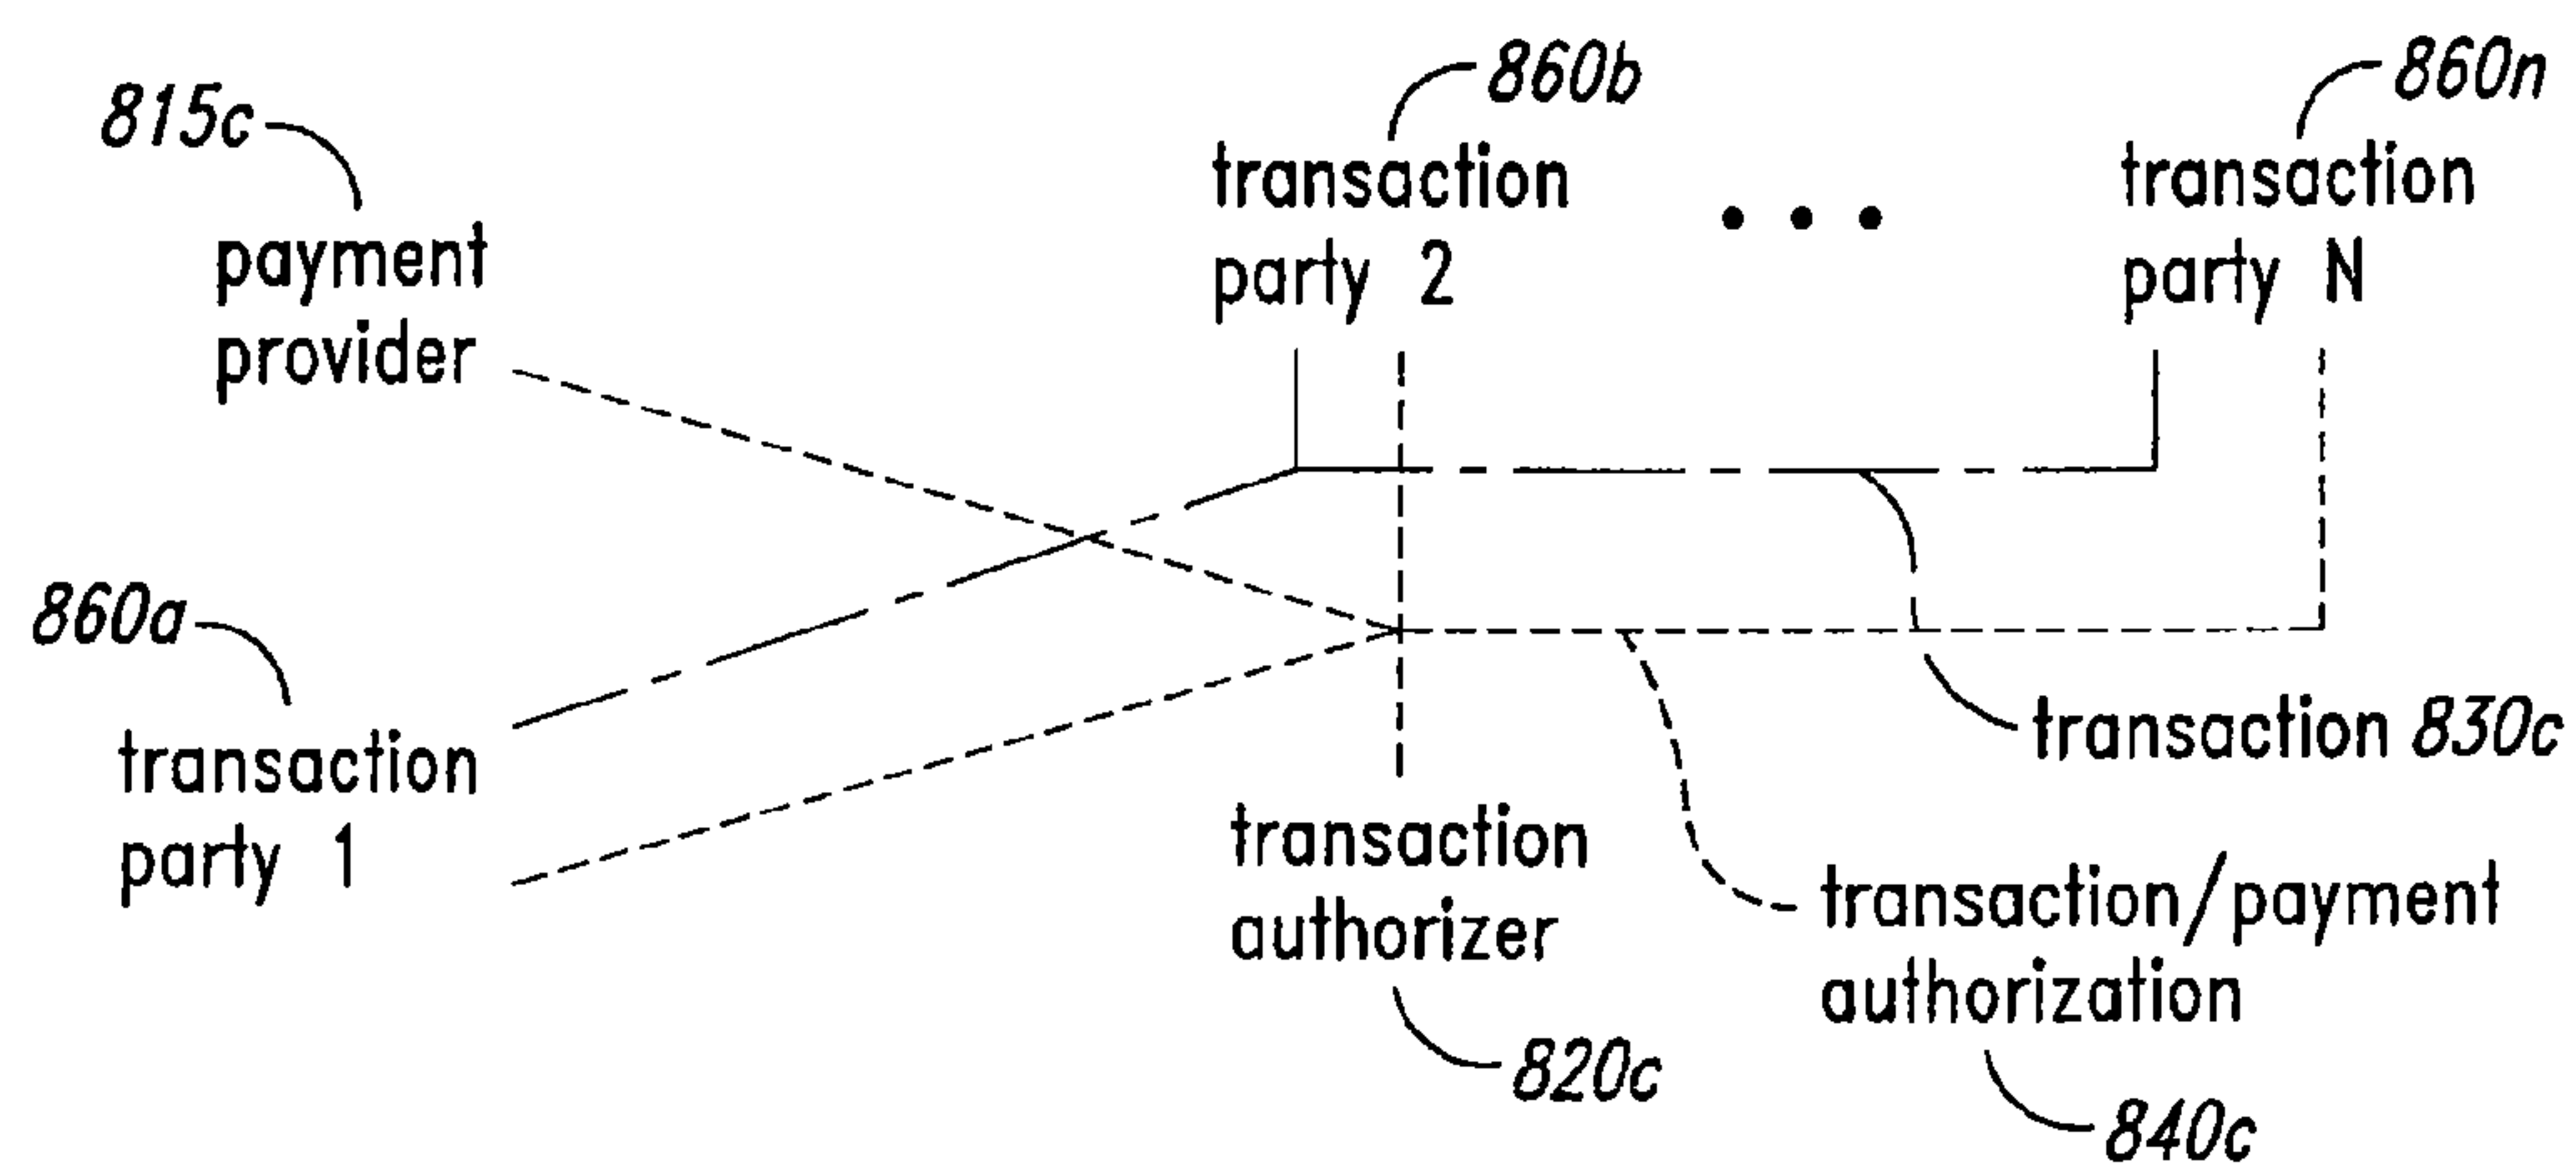 815c
payment
provider
860b
transaction
party 2
• • •
860n
transaction
party N
860a
transaction
party 1
transaction 830c
transaction
authorizer
820c
transaction/payment
authorization
840c